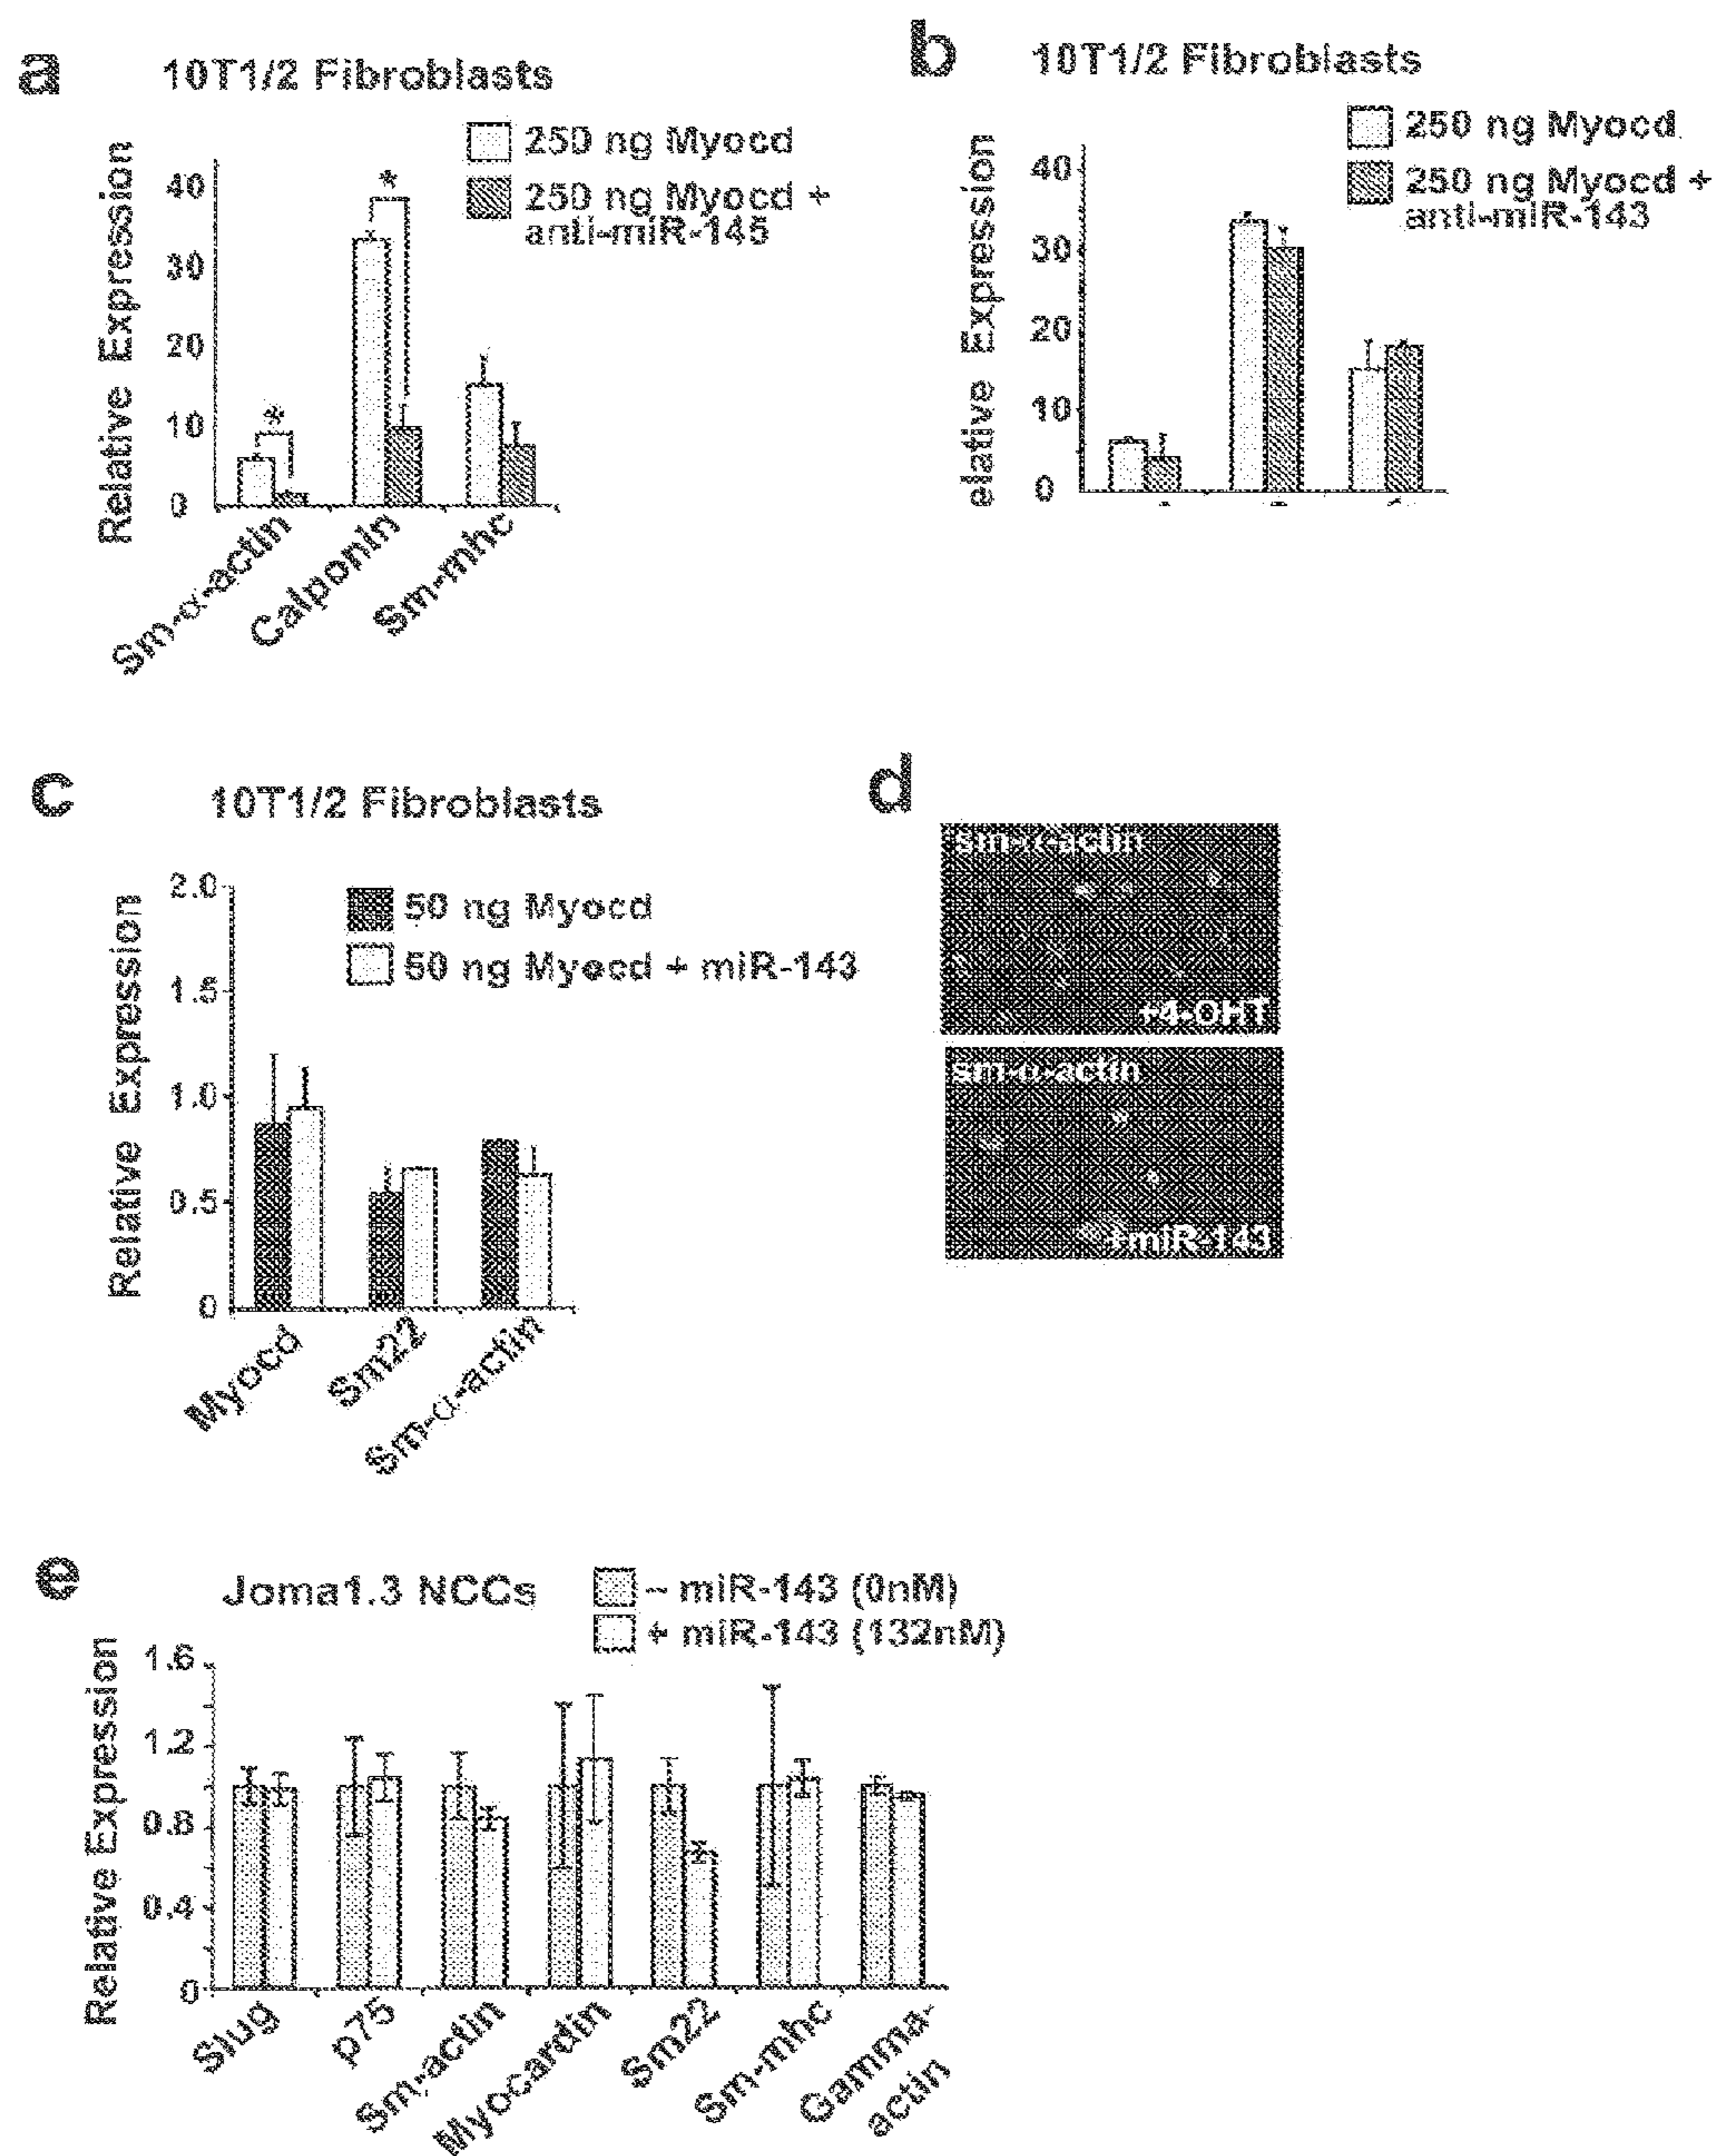 a
10T1/2 Fibroblasts
250 ng Myocd
250 ng Myocd +
anti-miR-145
Relative Expression
40
30
20
10
0
*
*
Sm-α-actin
Calponin
Sm-mhc
b
10T1/2 Fibroblasts
250 ng Myocd
250 ng Myocd +
anti-miR-143
elative Expression
40
30
20
10
0
c
10T1/2 Fibroblasts
50 ng Myocd
50 ng Myocd + miR-143
Relative Expression
2.0
1.5
1.0
0.5
0
Myocd
Sm22
Sm-α-actin
d
sm-α-actin
+4-OHT
sm-α-actin
+miR-143
e
Joma1.3 NCCs
- miR-143 (0nM)
+ miR-143 (132nM)
Relative Expression
1.6
1.2
0.8
0.4
0
Slug
p75
Sm-actin
Myocardin
Sm22
Sm-mhc
Gamma-
actin